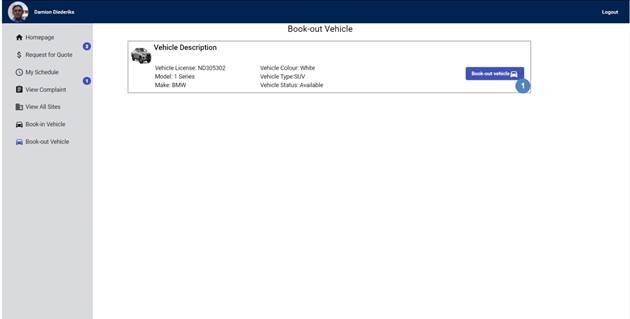 Damion Diederiks
Logout
Homepage
3
Request for Quote
My Schedule
1
View Complaint
View All Sites
Book-in Vehicle
Book-out Vehicle
Book-out Vehicle
Vehicle Description
Vehicle License: ND305302
Vehicle Colour: White
Model: 1 Series
Vehicle Type:SUV
Make: BMW
Vehicle Status: Available
Book-out vehicle
1